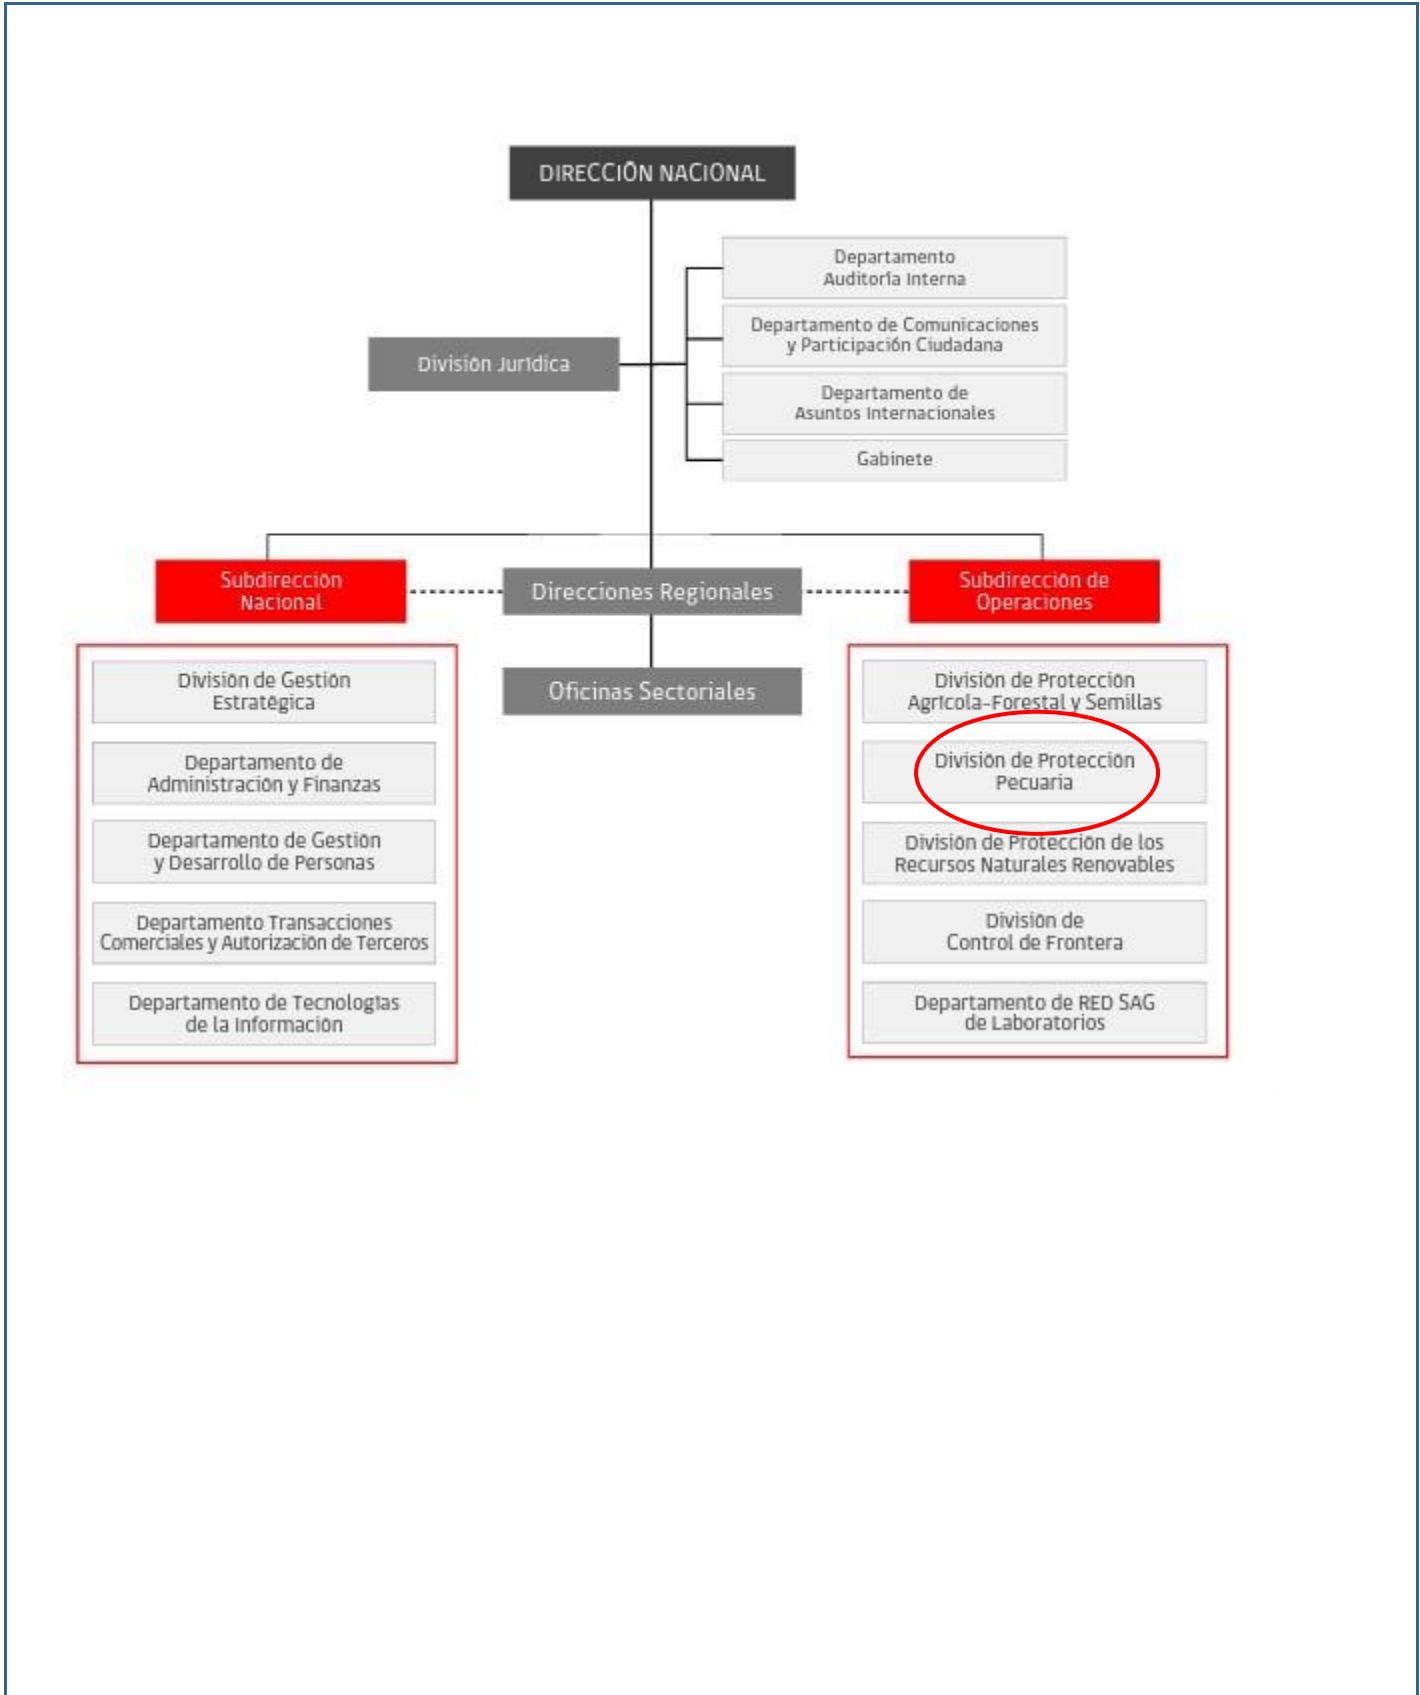 DIRECCIÓN NACIONAL
Departamento
Auditoría Interna
Departamento de Comunicaciones
y Participación Ciudadana
División Jurídica
Departamento de
Asuntos Internacionales
Gabinete
Subdirección
Nacional
Direcciones Regionales
Subdirección de
Operaciones
Oficinas Sectoriales
División de Gestión
Estratégica
Departamento de
Administración y Finanzas
Departamento de Gestión
y Desarrollo de Personas
Departamento Transacciones
Comerciales y Autorización de Terceros
Departamento de Tecnologías
de la Información
División de Protección
Agrícola-Forestal y Semillas
División de Protección
Pecuaria
División de Protección de los
Recursos Naturales Renovables
División de
Control de Frontera
Departamento de RED SAG
de Laboratorios